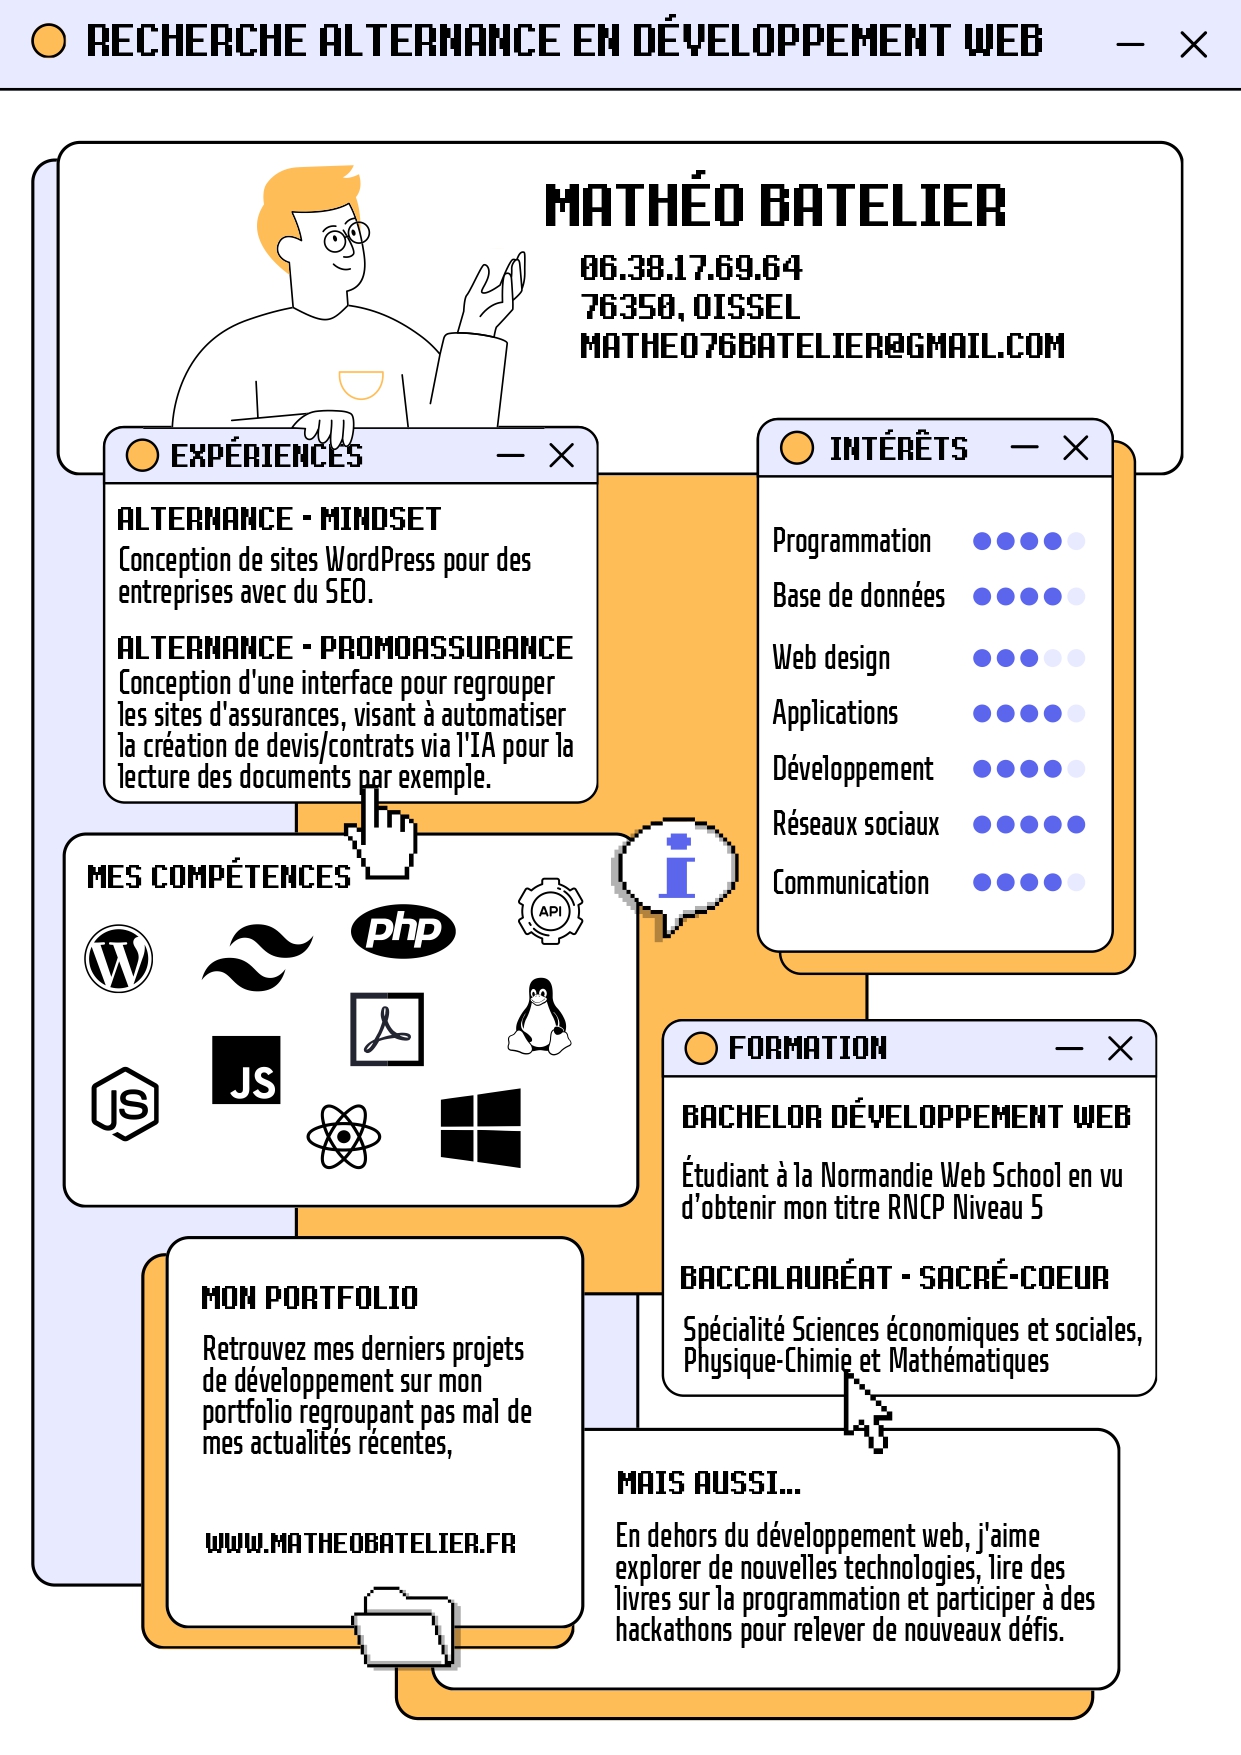 RECHERCHE ALTERNANCE EN DÉVELOPPEMENT WEB
MATHÉO BATELIER
06.38.17.69.64
76350, OISSEL
MATHEO76BATELIER@GMAIL.COM
EXPÉRIENCES
ALTERNANCE - MINDSET
Conception de sites WordPress pour des
entreprises avec du SEO.
ALTERNANCE - PROMOASSURANCE
Conception d'une interface pour regrouper
les sites d'assurances, visant à automatiser
la création de devis/contrats via l'IA pour la
lecture des documents par exemple.
INTÉRÊTS
Programmation
Base de données
Web design
Applications
Développement
Réseaux sociaux
Communication
MES COMPÉTENCES
i
W
php
API
JS
JS
FORMATION
BACHELOR DÉVELOPPEMENT WEB
Étudiant à la Normandie Web School en vu
d'obtenir mon titre RNCP Niveau 5
BACCALAURÉAT - SACRÉ-COEUR
Spécialité Sciences économiques et sociales,
Physique-Chimie et Mathématiques
MON PORTFOLIO
Retrouvez mes derniers projets
de développement sur mon
portfolio regroupant pas mal de
mes actualités récentes,
WWW.MATHEOBATELIER.FR
MAIS AUSSI...
En dehors du développement web, j'aime
explorer de nouvelles technologies, lire des
livres sur la programmation et participer à des
hackathons pour relever de nouveaux défis.